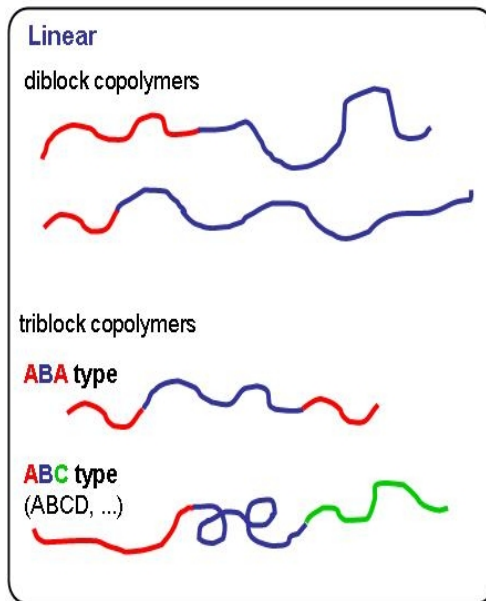 Linear
diblock copolymers
triblock copolymers
ABA type
ABC type
(ABCD, ...)